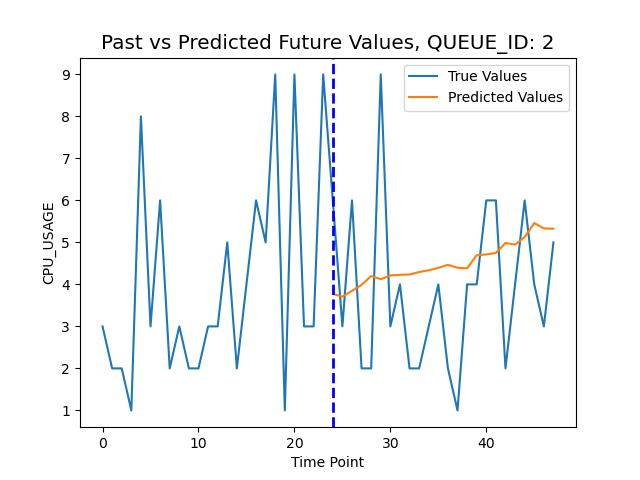 Past vs Predicted Future Values, QUEUE_ID: 2
True Values
Predicted Values
9
8
7
6
5
4
3
2
1
CPU_USAGE
0 10 20 30 40
Time Point